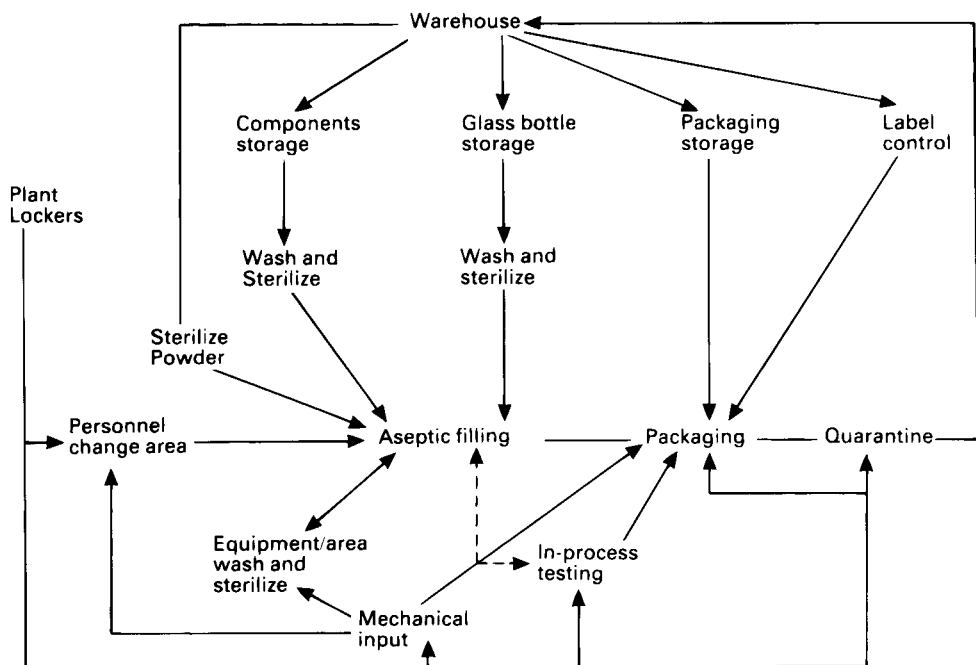 Warehouse
Components
storage
Glass bottle
storage
Packaging
storage
Label
control
Plant
Lockers
Wash and
Sterilize
Wash and
sterilize
Sterilize
Powder
Personnel
change area
Aseptic filling
Packaging
Quarantine
Equipment/area
wash and
sterilize
In-process
testing
Mechanical
input